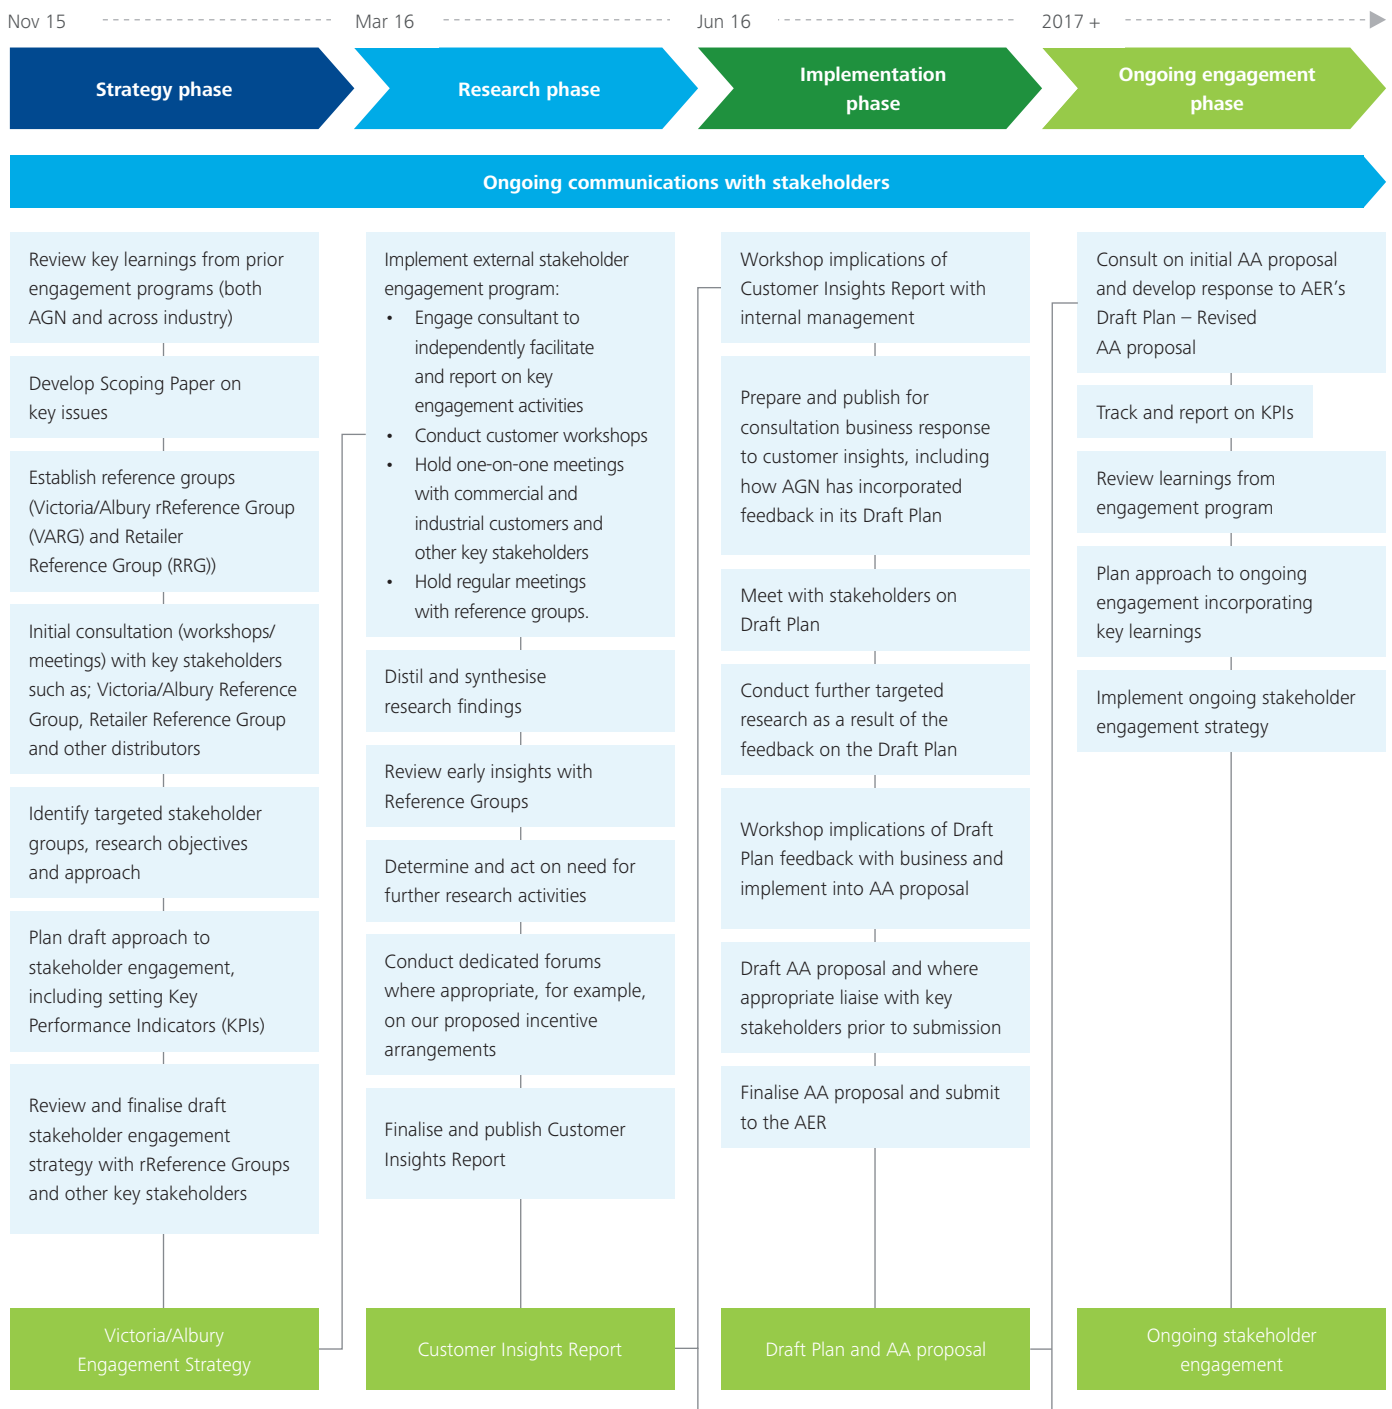 Nov 15
Mar 16
Jun 16
2017 +
Strategy phase
Research phase
Implementation
phase
Ongoing engagement
phase
Ongoing communications with stakeholders
Review key learnings from prior
engagement programs (both
AGN and across industry)
Develop Scoping Paper on
key issues
Establish reference groups
(Victoria/Albury rReference Group
(VARG) and Retailer
Reference Group (RRG))
Initial consultation (workshops/
meetings) with key stakeholders
such as; Victoria/Albury Reference
Group, Retailer Reference Group
and other distributors
Identify targeted stakeholder
groups, research objectives
and approach
Plan draft approach to
stakeholder engagement,
including setting Key
Performance Indicators (KPIs)
Review and finalise draft
stakeholder engagement
strategy with rReference Groups
and other key stakeholders
Victoria/Albury
Engagement Strategy
Implement external stakeholder
engagement program:
• Engage consultant to
independently facilitate
and report on key
engagement activities
• Conduct customer workshops
• Hold one-on-one meetings
with commercial and
industrial customers and
other key stakeholders
• Hold regular meetings
with reference groups.
Distil and synthesise
research findings
Review early insights with
Reference Groups
Determine and act on need for
further research activities
Conduct dedicated forums
where appropriate, for example,
on our proposed incentive
arrangements
Finalise and publish Customer
Insights Report
Customer Insights Report
Workshop implications of
Customer Insights Report with
internal management
Prepare and publish for
consultation business response
to customer insights, including
how AGN has incorporated
feedback in its Draft Plan
Meet with stakeholders on
Draft Plan
Conduct further targeted
research as a result of the
feedback on the Draft Plan
Workshop implications of Draft
Plan feedback with business and
implement into AA proposal
Draft AA proposal and where
appropriate liaise with key
stakeholders prior to submission
Finalise AA proposal and submit
to the AER
Draft Plan and AA proposal
Consult on initial AA proposal
and develop response to AER's
Draft Plan – Revised
AA proposal
Track and report on KPIs
Review learnings from
engagement program
Plan approach to ongoing
engagement incorporating
key learnings
Implement ongoing stakeholder
engagement strategy
Ongoing stakeholder
engagement